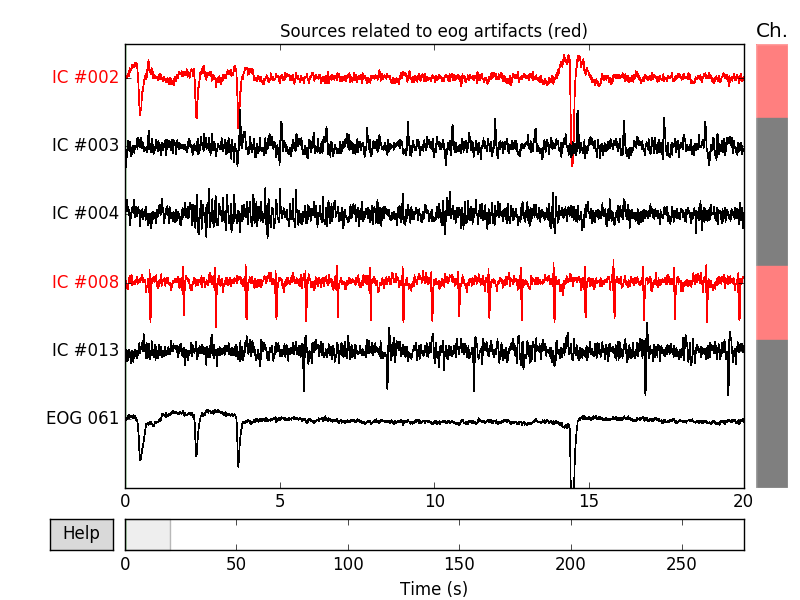 Sources related to eog artifacts (red)
Ch.
IC #002
IC #003
IC #004
IC #008
IC #013
EOG 061
0 5 10 15 20
Help
0 50 100 150 200 250
Time (s)